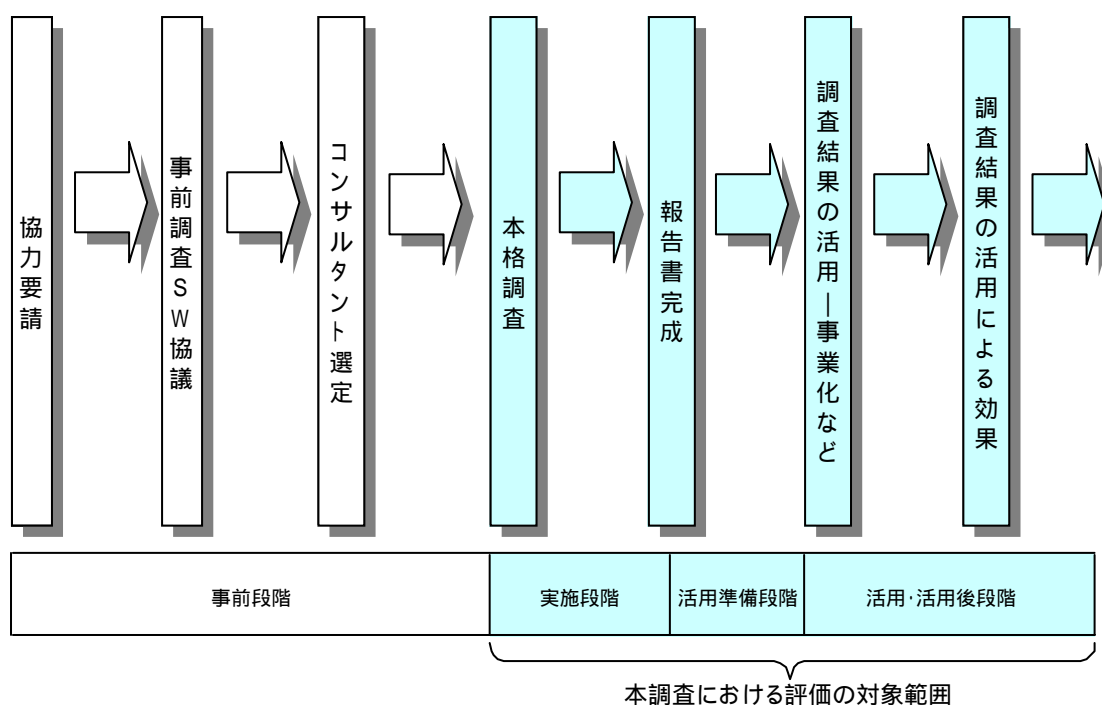 協力要請
事前調査SW協議
コンサルタント選定
本格調査
報告書完成
調査結果の活用―事業化など
調査結果の活用による効果
事前段階
実施段階
活用準備段階
活用・活用後段階
本調査における評価の対象範囲